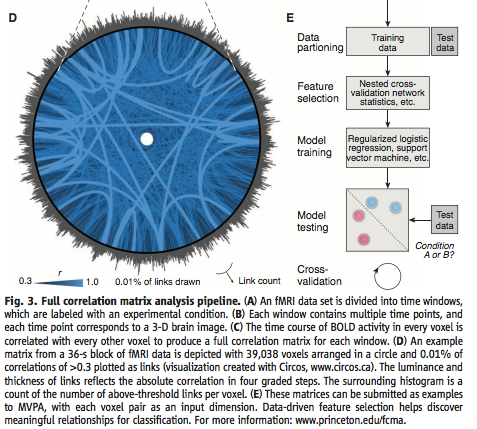 D
E
Data
partioning
Training
data
Test
data
Feature
selection
Nested cross-
validation network
statistics, etc.
Model
training
Regularized logistic
regression, support
vector machine, etc.
Model
testing
Test
data
Condition
A or B?
Cross-
validation
r
0.3
1.0
0.01% of links drawn
Link count
Fig. 3. Full correlation matrix analysis pipeline. (A) An fMRI data set is divided into time windows,
which are labeled with an experimental condition. (B) Each window contains multiple time points, and
each time point corresponds to a 3-D brain image. (C) The time course of BOLD activity in every voxel is
correlated with every other voxel to produce a full correlation matrix for each window. (D) An example
matrix from a 36-s block of fMRI data is depicted with 39,038 voxels arranged in a circle and 0.01% of
correlations of >0.3 plotted as links (visualization created with Circos, www.circos.ca). The luminance and
thickness of links reflects the absolute correlation in four graded steps. The surrounding histogram is a
count of the number of above-threshold links per voxel. (E) These matrices can be submitted as examples
to MVPA, with each voxel pair as an input dimension. Data-driven feature selection helps discover
meaningful relationships for classification. For more information: www.princeton.edu/fcma.